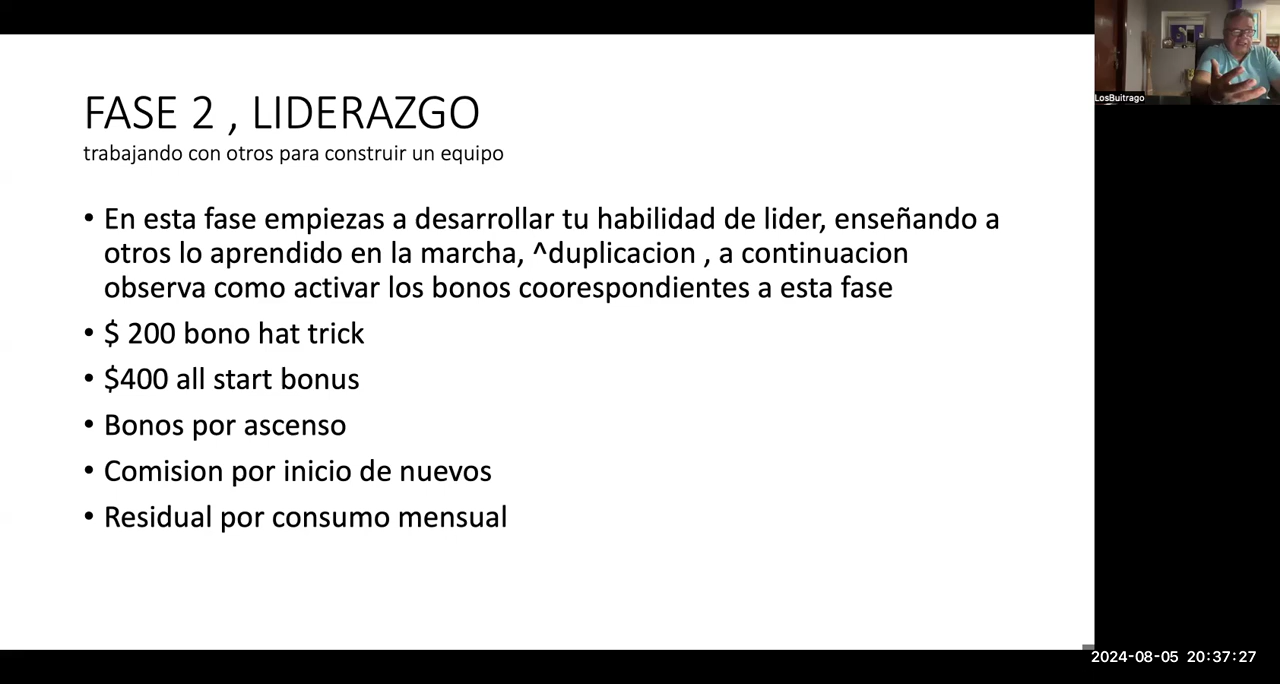 FASE 2 , LIDERAZGO
trabajando con otros para construir un equipo
• En esta fase empiezas a desarrollar tu habilidad de lider, enseñando a
otros lo aprendido en la marcha, ^duplicacion , a continuacion
observa como activar los bonos coorespondientes a esta fase
• $ 200 bono hat trick
• $400 all start bonus
• Bonos por ascenso
• Comision por inicio de nuevos
• Residual por consumo mensual
LosBuitrago
2024-08-05 20:37:27